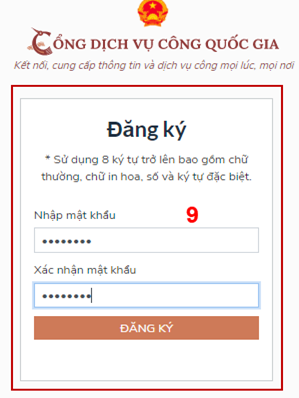 CỔNG DỊCH VỤ CÔNG QUỐC GIA
Kết nối, cung cấp thông tin và dịch vụ công mọi lúc, mọi nơi
Đăng ký
* Sử dụng 8 ký tự trở lên bao gồm chữ
thường, chữ in hoa, số và ký tự đặc biệt.
Nhập mật khẩu
9
••••••••
Xác nhận mật khẩu
••••••••
ĐĂNG KÝ